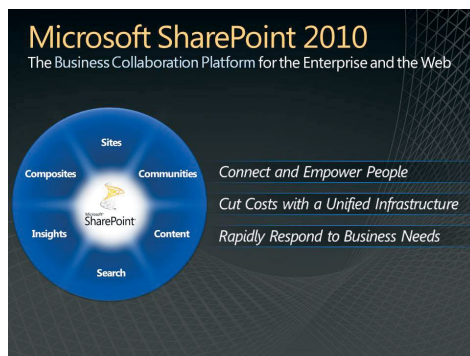 Microsoft SharePoint 2010
The Business Collaboration Platform for the Enterprise and the Web
Sites
Composites
Communities
Microsoft
SharePoint
Insights
Content
Search
Connect and Empower People
Cut Costs with a Unified Infrastructure
Rapidly Respond to Business Needs